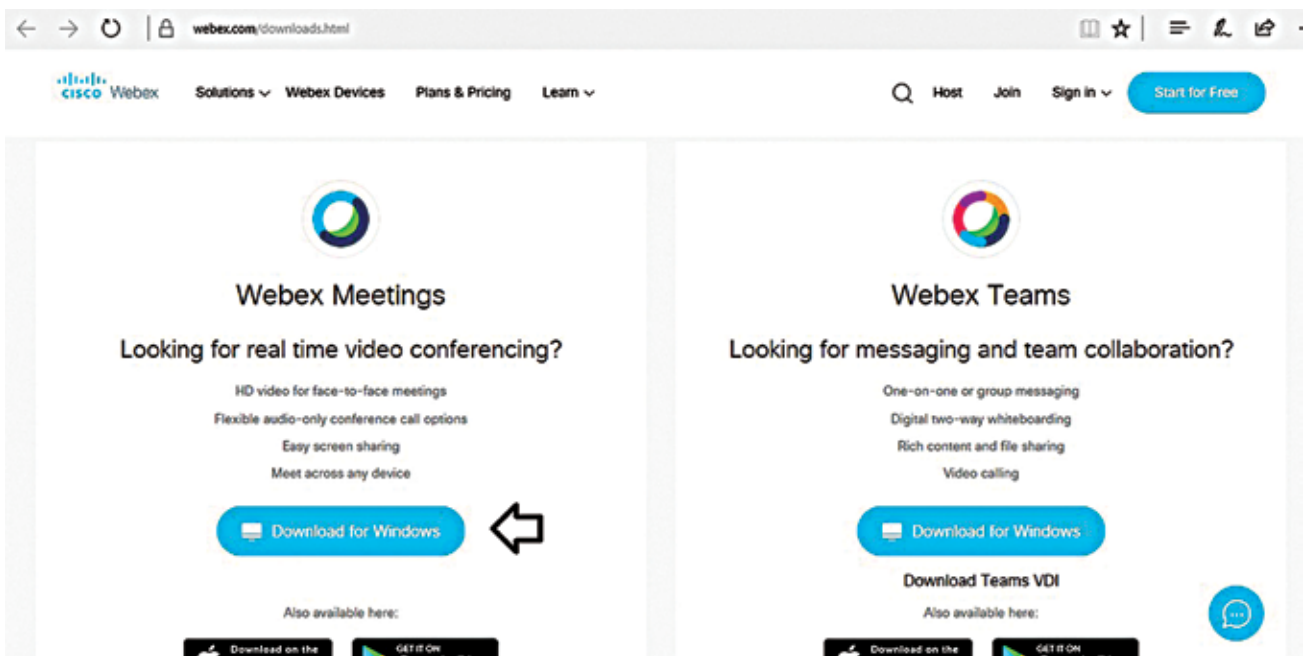 webex.com/downloads.html
CISCO Webex Solutions Webex Devices Plans & Pricing Learn Host Join Sign in Start for Free
Webex Meetings
Looking for real time video conferencing?
HD video for face-to-face meetings
Flexible audio-only conference call options
Easy screen sharing
Meet across any device
Download for Windows
Also available here:
Download on the
GET IT ON
Webex Teams
Looking for messaging and team collaboration?
One-on-one or group messaging
Digital two-way whiteboarding
Rich content and file sharing
Video calling
Download for Windows
Download Teams VDI
Also available here:
Download on the
GET IT ON